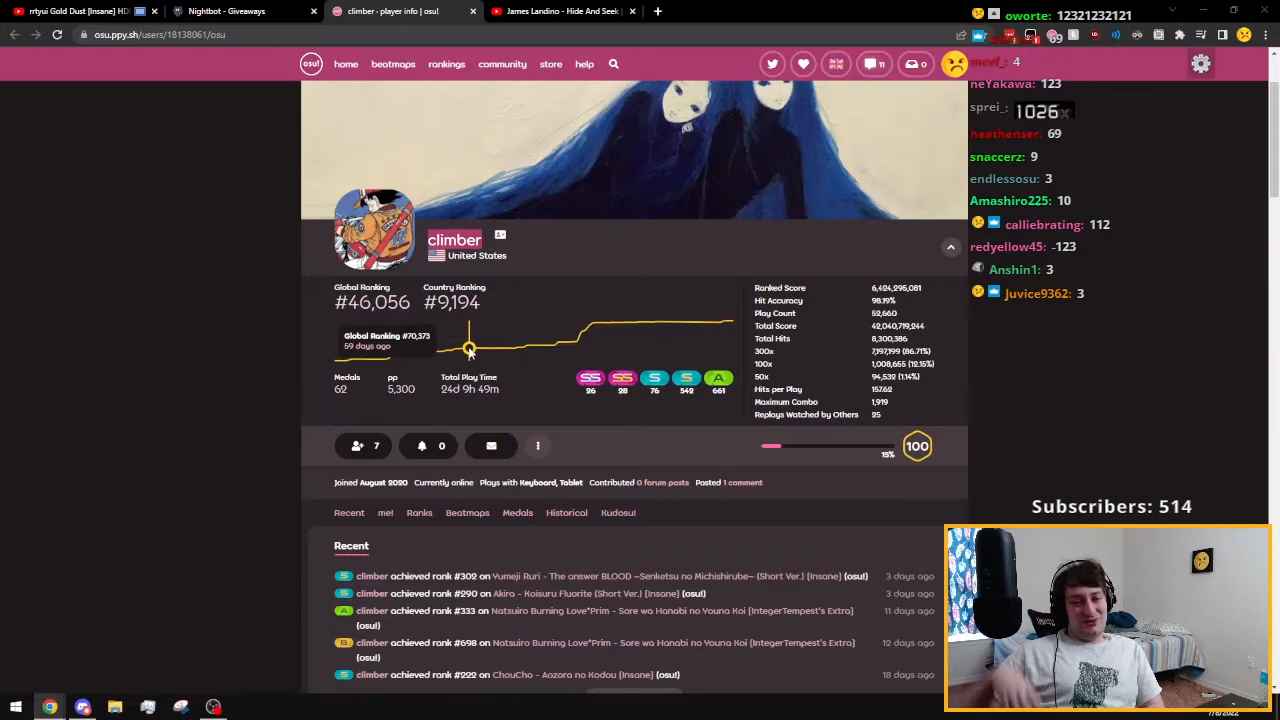 rrtyui Gold Dust [Insane] HD
Nightbot - Giveaways
climber - player info | osu!
James Landino - Hide And Seek
osu.ppy.sh/users/18138061/osu
osu!
home
beatmaps
rankings
community
store
help
11
0
climber
United States
Global Ranking
#46,056
Country Ranking
#9,194
Global Ranking #70,373
59 days ago
Medals
62
pp
5,300
Total Play Time
24d 9h 49m
SS
26
SS
28
S
76
S
542
A
661
Ranked Score 6,424,295,081
Hit Accuracy 98.19%
Play Count 52,660
Total Score 42,040,719,244
Total Hits 8,300,386
300x 7,197,199 (86.71%)
100x 1,008,655 (12.15%)
50x 94,532 (1.14%)
Hits per Play 157.62
Maximum Combo 1,919
Replays Watched by Others 25
7
0
15%
100
Joined August 2020 Currently online Plays with Keyboard, Tablet Contributed 0 forum posts Posted 1 comment
Recent me! Ranks Beatmaps Medals Historical Kudosu!
Recent
S climber achieved rank #302 on Yumeji Ruri - The answer BLOOD ~Senketsu no Michishirube~ (Short Ver.) [Insane] (osu!) 3 days ago
S climber achieved rank #290 on Akira - Koisuru Fluorite (Short Ver.) [Insane] (osu!) 3 days ago
A climber achieved rank #333 on Natsuiro Burning Love*Prim - Sore wa Hanabi no Youna Koi [IntegerTempest's Extra] 11 days ago
(osu!)
B climber achieved rank #698 on Natsuiro Burning Love*Prim - Sore wa Hanabi no Youna Koi [IntegerTempest's Extra] 12 days ago
(osu!)
S climber achieved rank #222 on ChouCho - Aozora no Kodou [Insane] (osu!) 18 days ago
oworte: 12321232121
69
4
neYakawa: 123
sprei_: 1026x
heathenser: 69
snaccerz: 9
endlessosu: 3
Amashiro225: 10
calliebrating: 112
redyellow45: -123
Anshin1: 3
Juvice9362: 3
Subscribers: 514